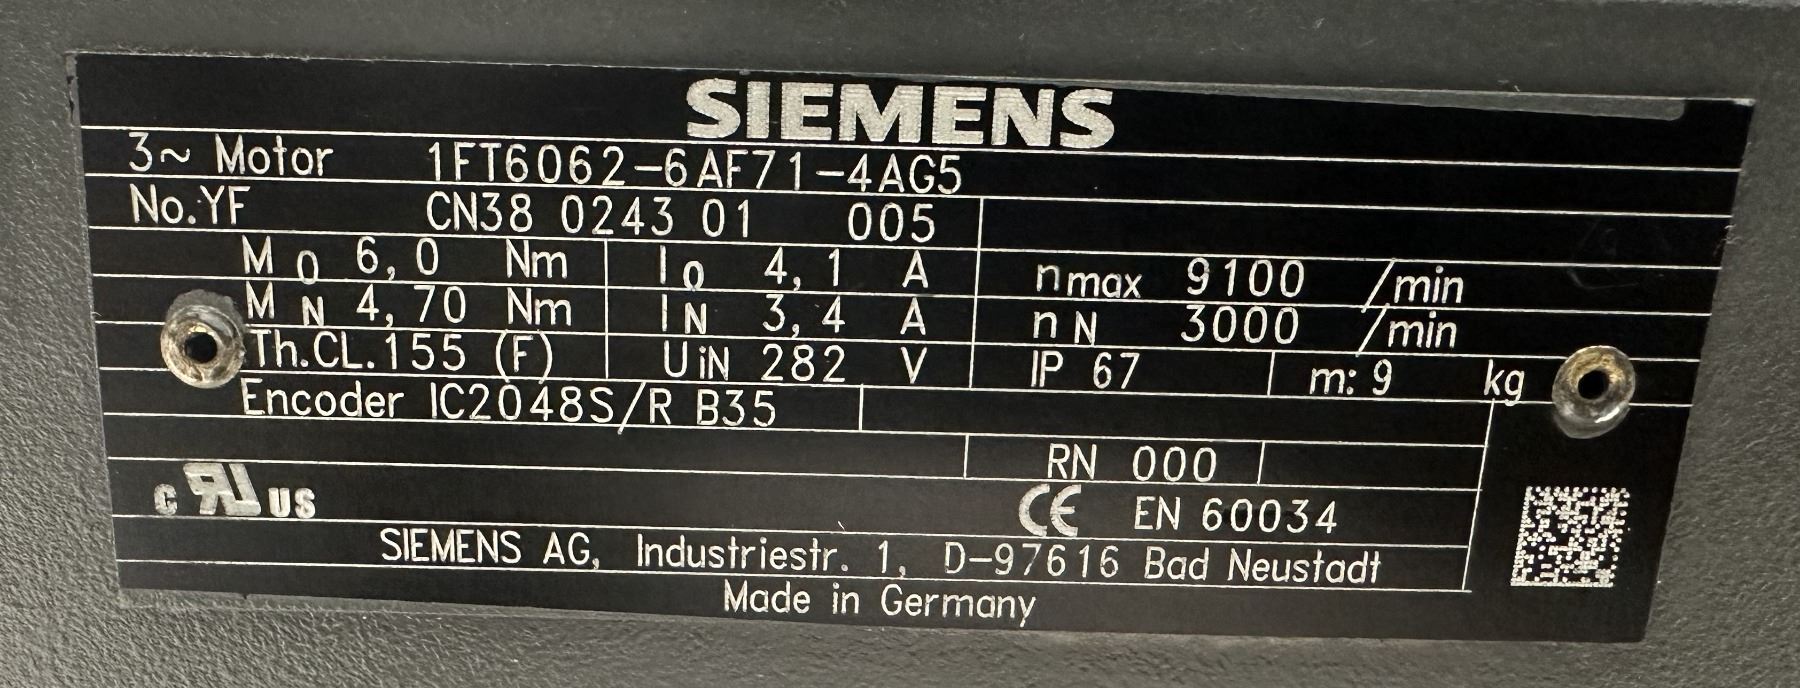 SIEMENS
3~ Motor 1FT6062-6AF71-4AG5
No.YF CN38 0243 01 005
M0 6,0 Nm I0 4,1 A nmax 9100 /min
MN 4,70 Nm IN 3,4 A nN 3000 /min
Th.CL.155 (F) UiN 282 V IP 67 m: 9 kg
Encoder IC2048S/R B35
RN 000
c RU US CE EN 60034
SIEMENS AG, Industriestr. 1, D-97616 Bad Neustadt
Made in Germany